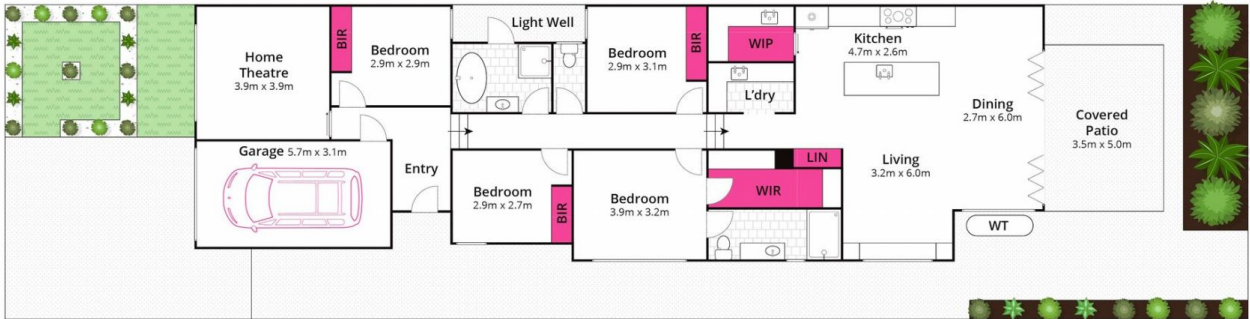 Home
Theatre
3.9m x 3.9m
BIR
Bedroom
2.9m x 2.9m
Light Well
Bedroom
2.9m x 3.1m
BIR
WIP
L'dry
Kitchen
4.7m x 2.6m
Dining
2.7m x 6.0m
Covered
Patio
3.5m x 5.0m
Garage 5.7m x 3.1m
Entry
Bedroom
2.9m x 2.7m
BIR
Bedroom
3.9m x 3.2m
WIR
LIN
Living
3.2m x 6.0m
WT